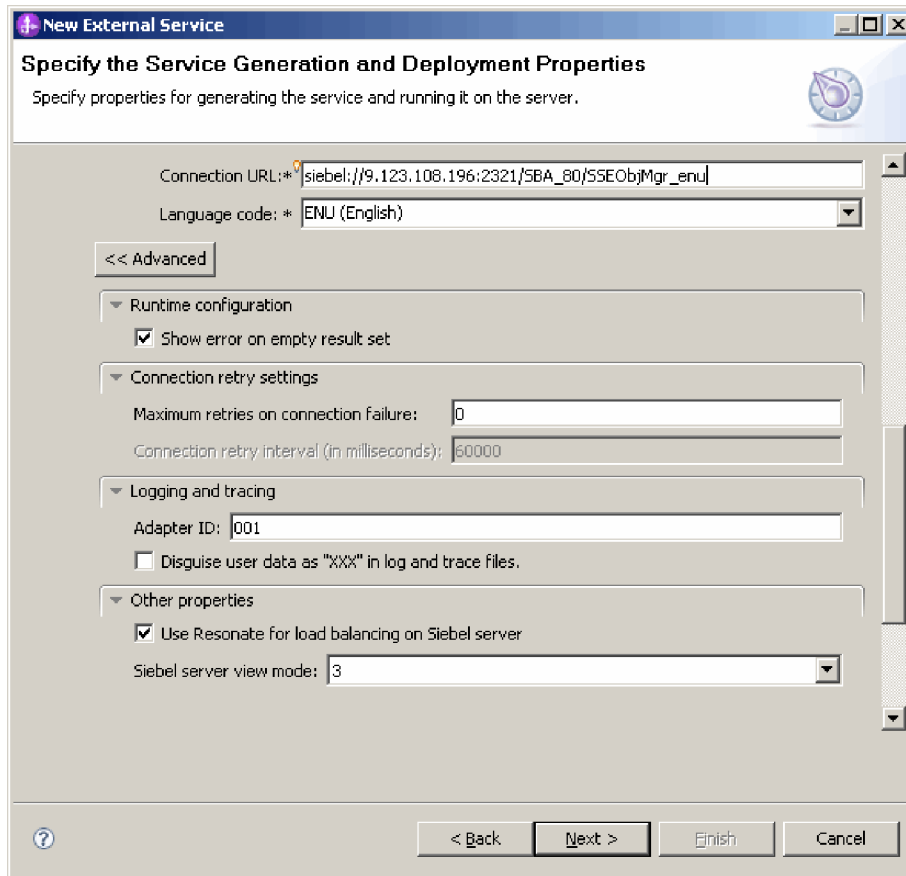 New External Service
Specify the Service Generation and Deployment Properties
Specify properties for generating the service and running it on the server.
Connection URL:* siebel://9.123.108.196:2321/SBA_80/SSEObjMgr_enu
Language code: * ENU (English)
<< Advanced
Runtime configuration
Show error on empty result set
Connection retry settings
Maximum retries on connection failure: 0
Connection retry interval (in milliseconds): 60000
Logging and tracing
Adapter ID: 001
Disguise user data as "XXX" in log and trace files.
Other properties
Use Resonate for load balancing on Siebel server
Siebel server view mode: 3
? < Back Next > Finish Cancel